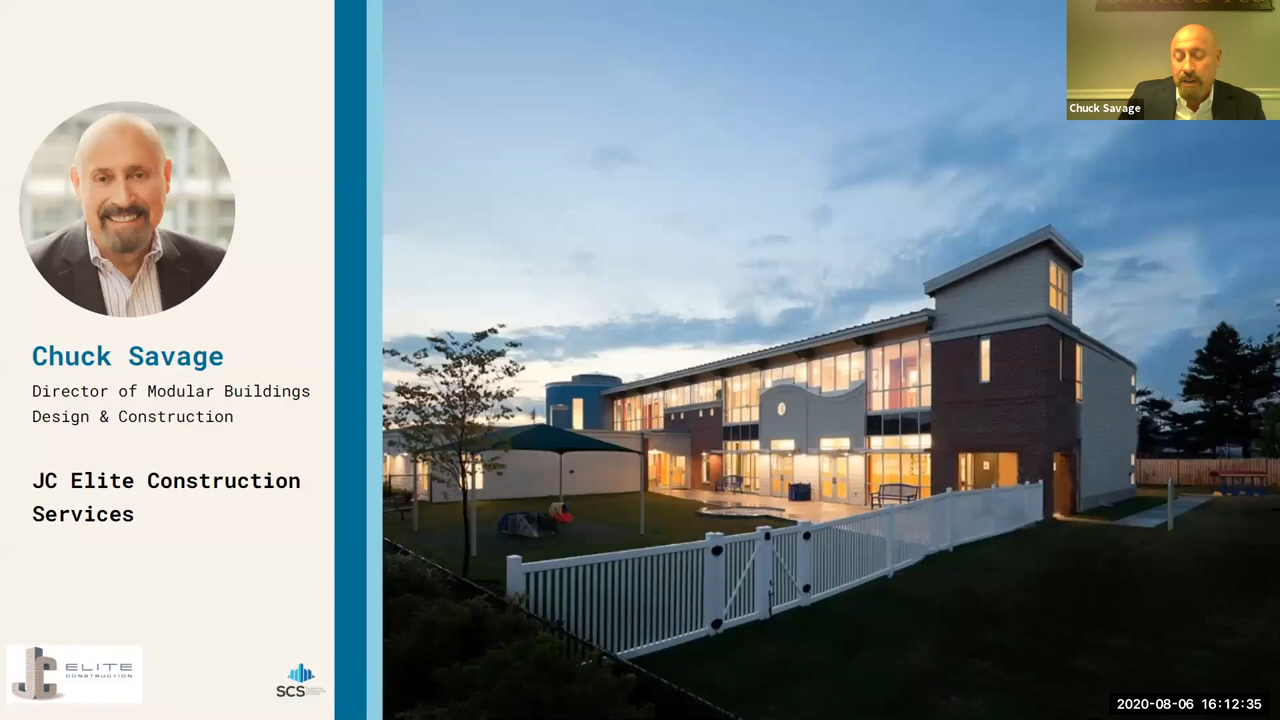 Chuck Savage
Chuck Savage
Director of Modular Buildings
Design & Construction
JC Elite Construction
Services
JC ELITE
CONSTRUCTION
SCS
2020-08-06 16:12:35